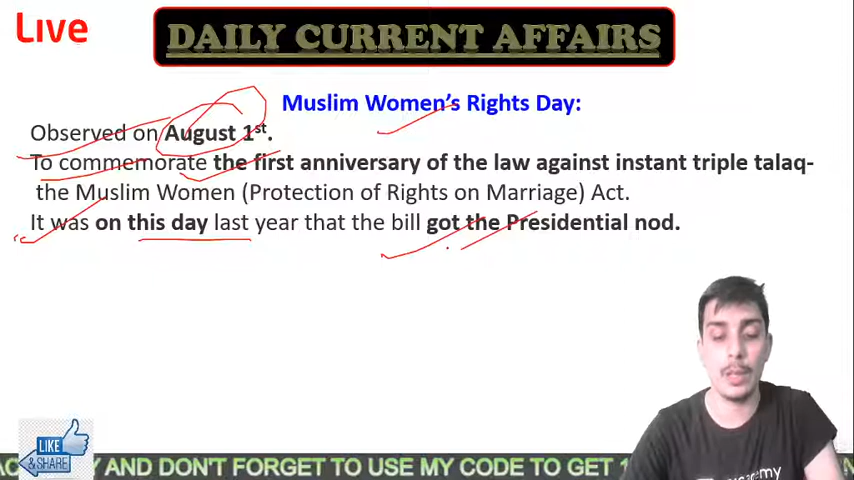 Live
DAILY CURRENT AFFAIRS
Muslim Women's Rights Day:
Observed on August 1st.
To commemorate the first anniversary of the law against instant triple talaq-
the Muslim Women (Protection of Rights on Marriage) Act.
It was on this day last year that the bill got the Presidential nod.
LIKE
& SHARE
AND DON'T FORGET TO USE MY CODE TO GET